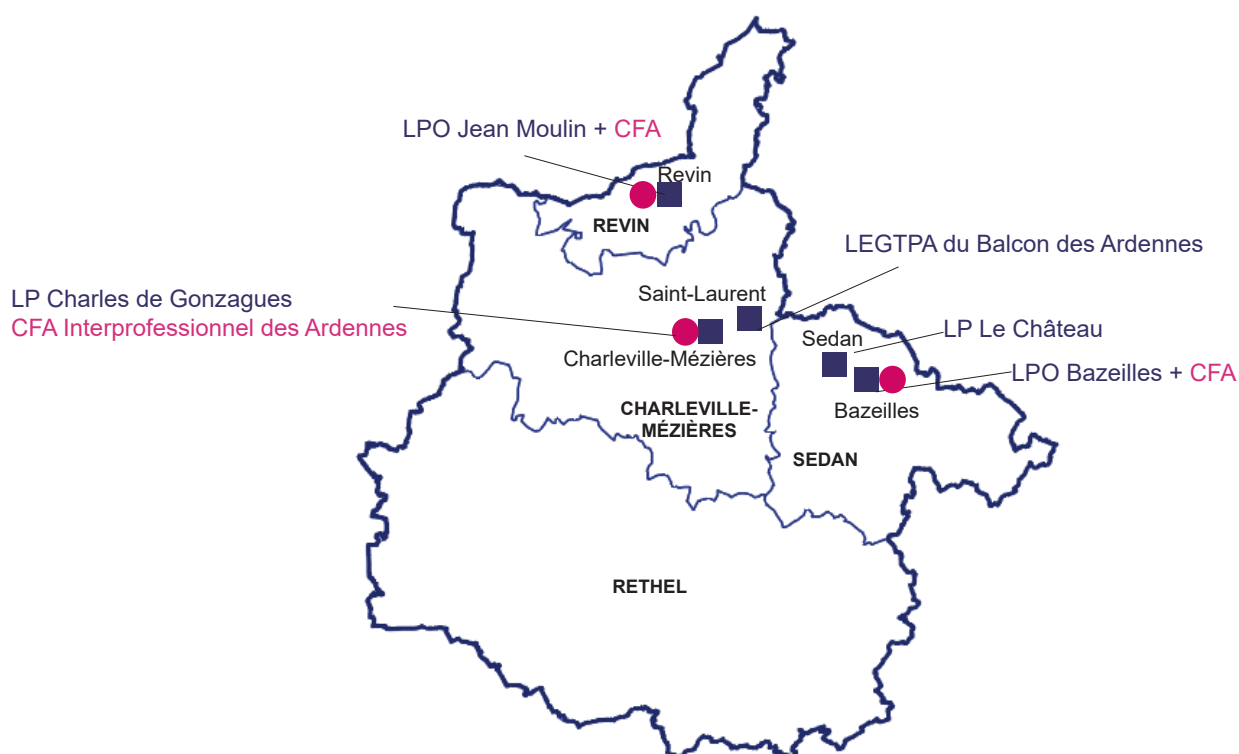 LPO Jean Moulin + CFA
Revin
REVIN
LEGTPA du Balcon des Ardennes
LP Charles de Gonzagues
CFA Interprofessionnel des Ardennes
Saint-Laurent
Charleville-Mézières
Sedan
LP Le Château
LPO Bazeilles + CFA
Bazeilles
CHARLEVILLE-
MÉZIÈRES
SEDAN
RETHEL